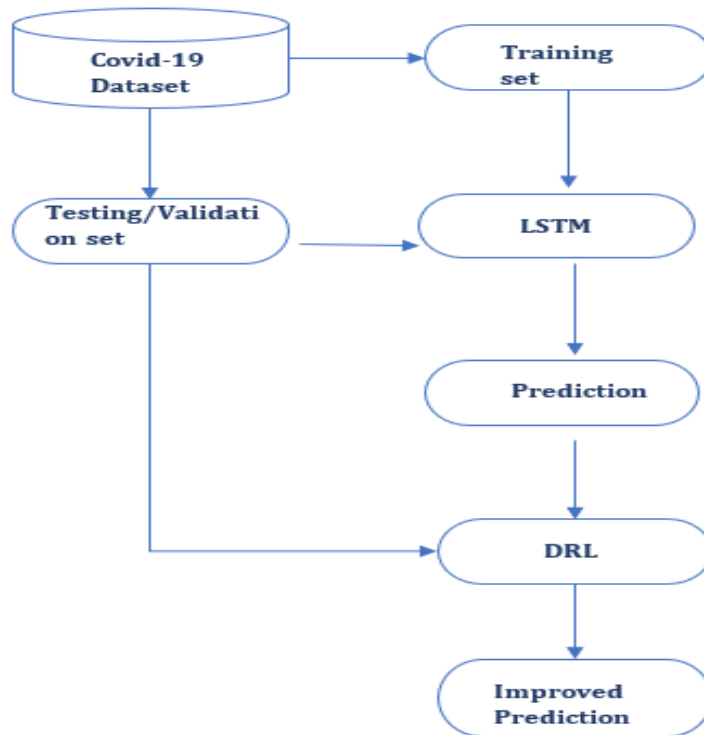 Covid-19
Dataset
Training
set
Testing/Validati
on set
LSTM
Prediction
DRL
Improved
Prediction